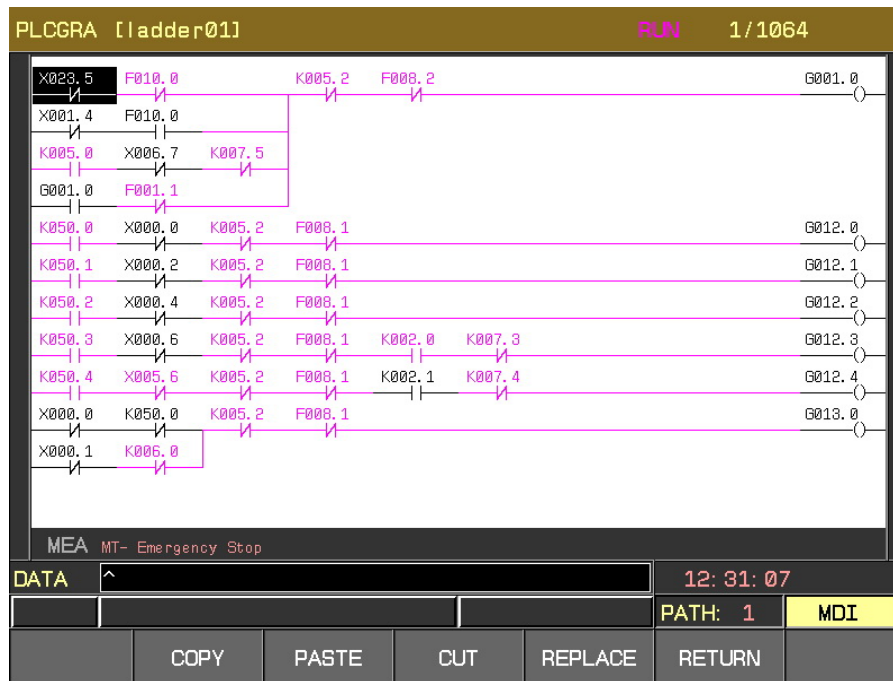 PLCGRA [ladder01] RUN 1/1064
X023.5 F010.0 K005.2 F008.2 G001.0
X001.4 F010.0
K005.0 X006.7 K007.5
G001.0 F001.1
K050.0 X000.0 K005.2 F008.1 G012.0
K050.1 X000.2 K005.2 F008.1 G012.1
K050.2 X000.4 K005.2 F008.1 G012.2
K050.3 X000.6 K005.2 F008.1 K002.0 K007.3 G012.3
K050.4 X005.6 K005.2 F008.1 K002.1 K007.4 G012.4
X000.0 K050.0 K005.2 F008.1 G013.0
X000.1 K006.0
MEA MT- Emergency Stop
DATA ^ 12:31:07
PATH: 1 MDI
COPY PASTE CUT REPLACE RETURN